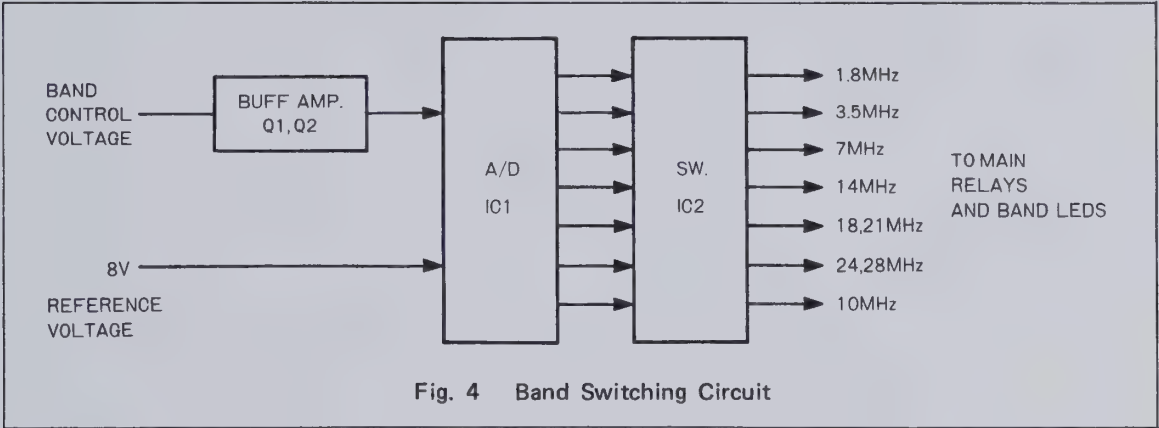 BAND
CONTROL
VOLTAGE
BUFF AMP.
Q1,Q2
8V
REFERENCE
VOLTAGE
A/D
IC1
SW.
IC2
1.8MHz
3.5MHz
7MHz
14MHz
18,21MHz
24,28MHz
10MHz
TO MAIN
RELAYS
AND BAND LEDS
Fig. 4 Band Switching Circuit